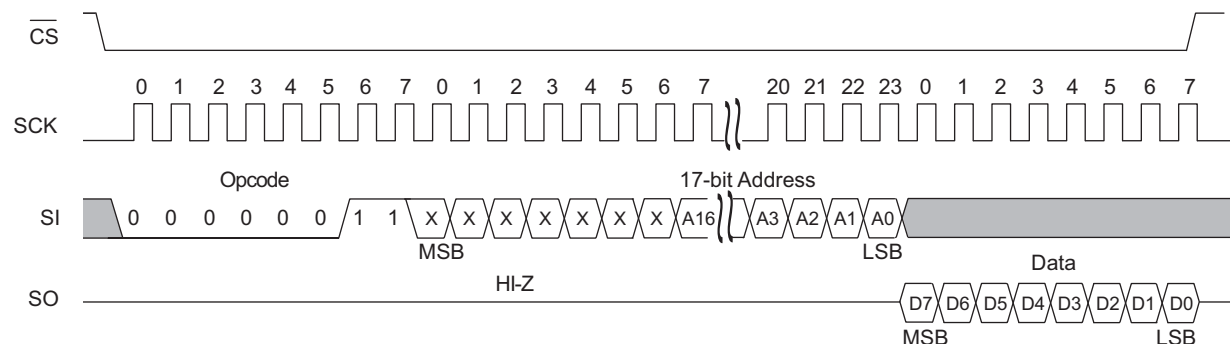 CS
0 1 2 3 4 5 6 7 0 1 2 3 4 5 6 7 20 21 22 23 0 1 2 3 4 5 6 7
SCK
Opcode 17-bit Address
SI 0 0 0 0 0 0 1 1 X X X X X X X A16 A3 A2 A1 A0
MSB LSB Data
HI-Z
SO D7 D6 D5 D4 D3 D2 D1 D0
MSB LSB